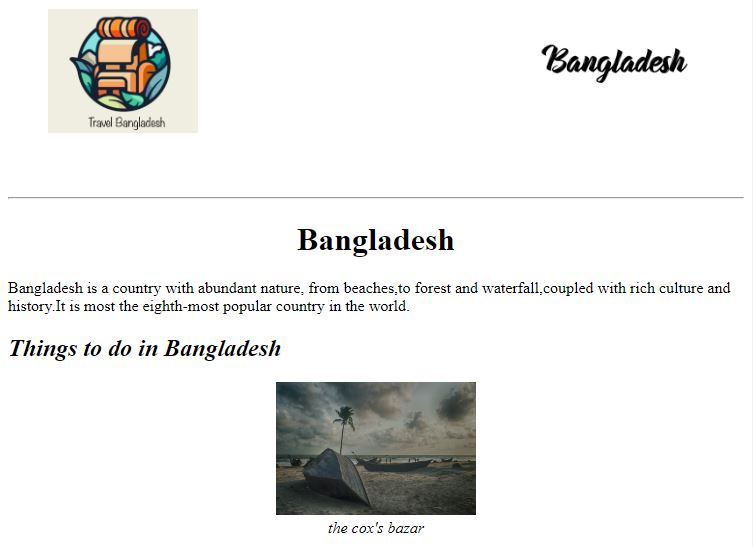 Travel Bangladesh
Bangladesh
Bangladesh
Bangladesh is a country with abundant nature, from beaches,to forest and waterfall,coupled with rich culture and
history.It is most the eighth-most popular country in the world.
Things to do in Bangladesh
the cox's bazar